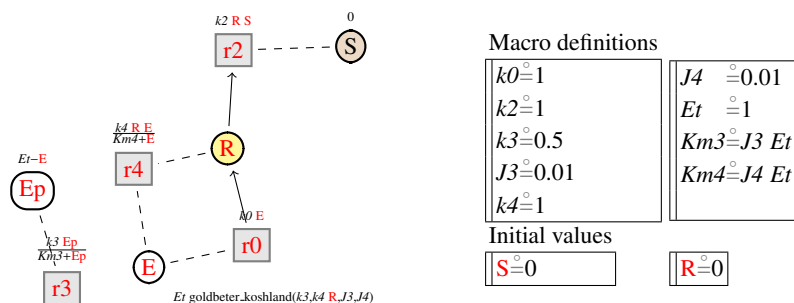 0
k2 R S
r2
S
k4 R E
Km4+E
r4
R
Et−E
Ep
k0 E
r0
E
k3 Ep
Km3+Ep
r3
Et goldbeter_koshland(k3,k4 R,J3,J4)
Macro definitions
k0≗1
k2≗1
k3≗0.5
J3≗0.01
k4≗1
J4 ≗0.01
Et ≗1
Km3≗J3 Et
Km4≗J4 Et
Initial values
S≗0
R≗0